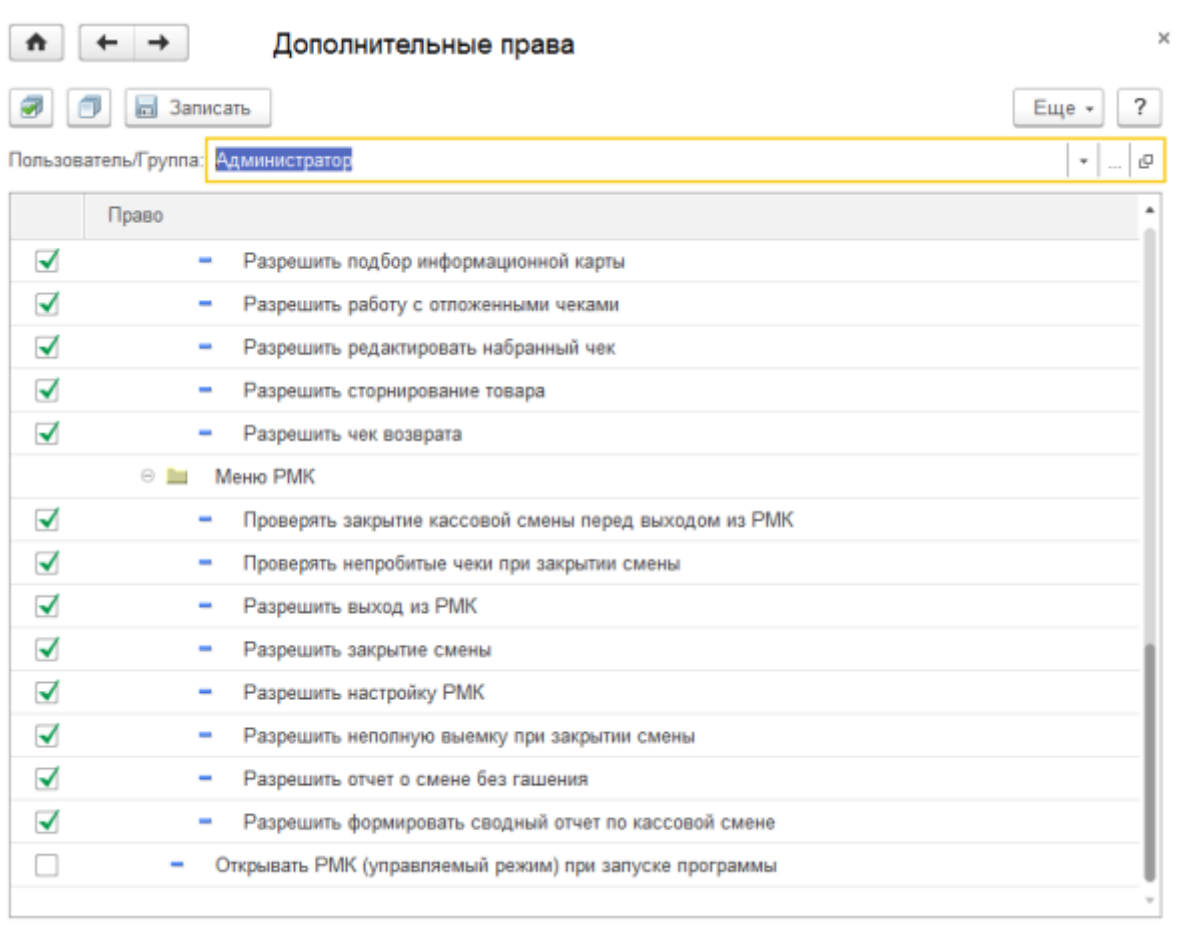 Дополнительные права
Записать
Еще
?
Пользователь/Группа: Администратор
Право
Разрешить подбор информационной карты
Разрешить работу с отложенными чеками
Разрешить редактировать набранный чек
Разрешить сторнирование товара
Разрешить чек возврата
Меню РМК
Проверять закрытие кассовой смены перед выходом из РМК
Проверять непробитые чеки при закрытии смены
Разрешить выход из РМК
Разрешить закрытие смены
Разрешить настройку РМК
Разрешить неполную выемку при закрытии смены
Разрешить отчет о смене без гашения
Разрешить формировать сводный отчет по кассовой смене
Открывать РМК (управляемый режим) при запуске программы